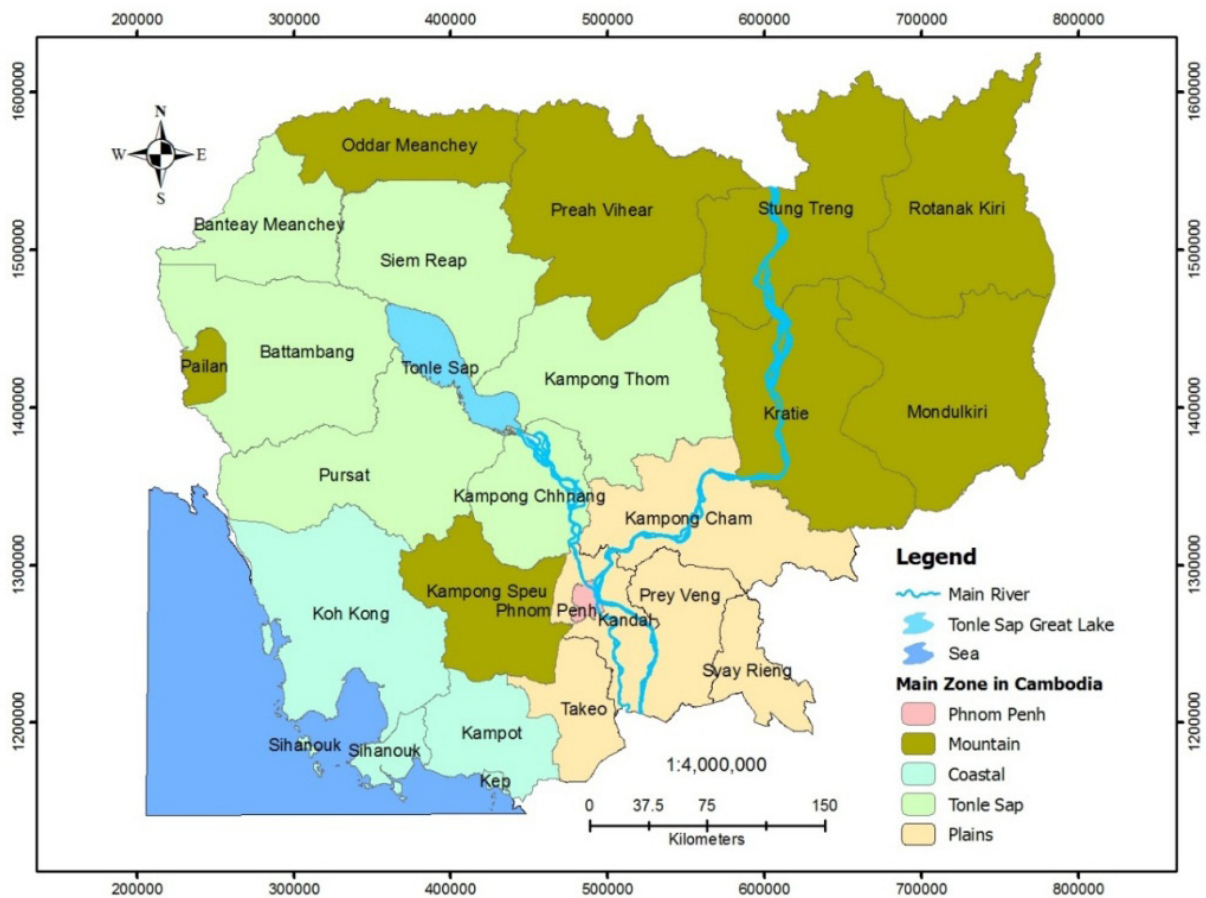 200000 300000 400000 500000 600000 700000 800000
1600000 1600000
N
W E
S
Oddar Meanchey
Preah Vihear
Stung Treng
Rotanak Kiri
Banteay Meanchey
Siem Reap
1500000 1500000
Battambang
Pailan
Tonle Sap
Kampong Thom
1400000 1400000
Kratie
Mondulkiri
Pursat
Kampong Chhnang
Kampong Cham
1300000 1300000
Kampong Speu
Phnom Penh
Prey Veng
Kandal
Koh Kong
Svay Rieng
Takeo
1200000 1200000
Kampot
Sihanouk
Sihanouk
Kep
Legend
Main River
Tonle Sap Great Lake
Sea
Main Zone in Cambodia
Phnom Penh
Mountain
Coastal
Tonle Sap
Plains
1:4,000,000
0 37.5 75 150
Kilometers
200000 300000 400000 500000 600000 700000 800000